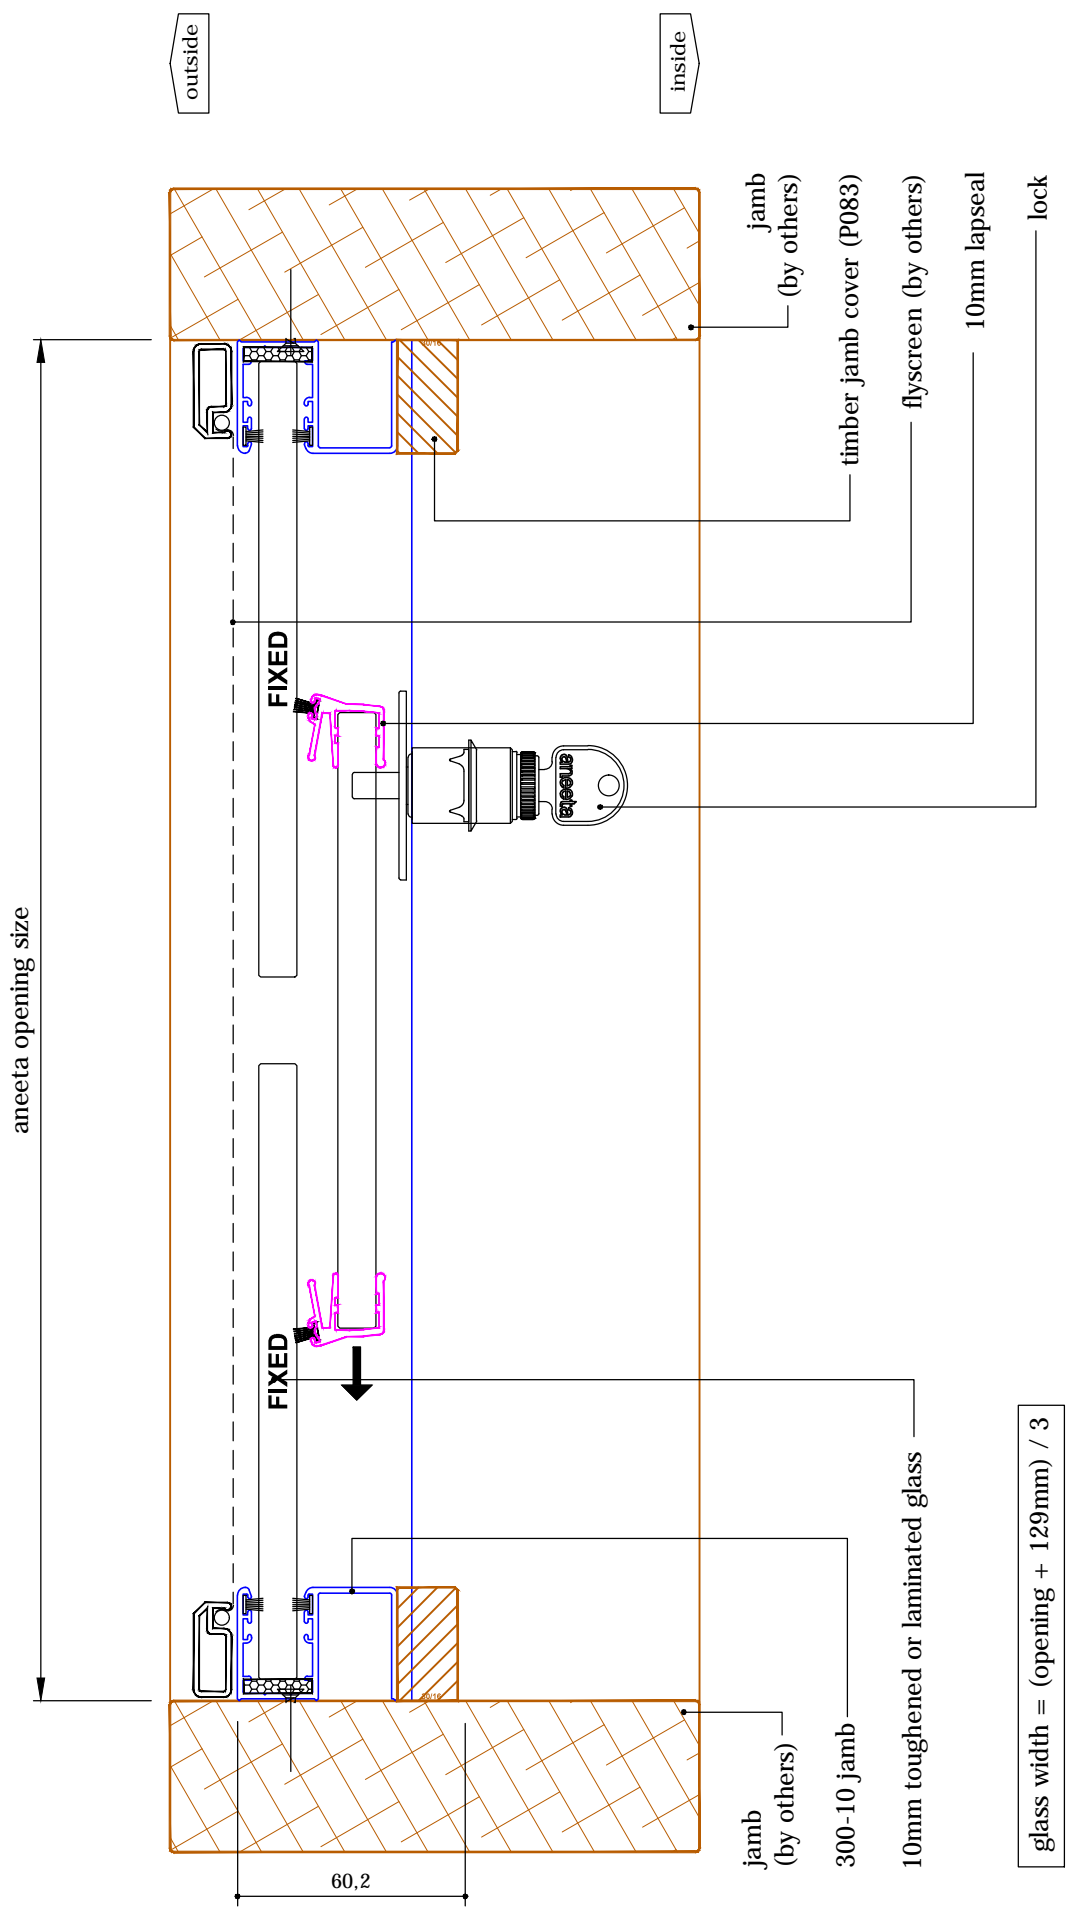 outside
inside
aneeta opening size
jamb
(by others)
timber jamb cover (P083)
flyscreen (by others)
10mm lapseal
lock
FIXED
aneeta
FIXED
jamb
(by others)
300-10 jamb
10mm toughened or laminated glass
glass width = (opening + 129mm) / 3
60,2